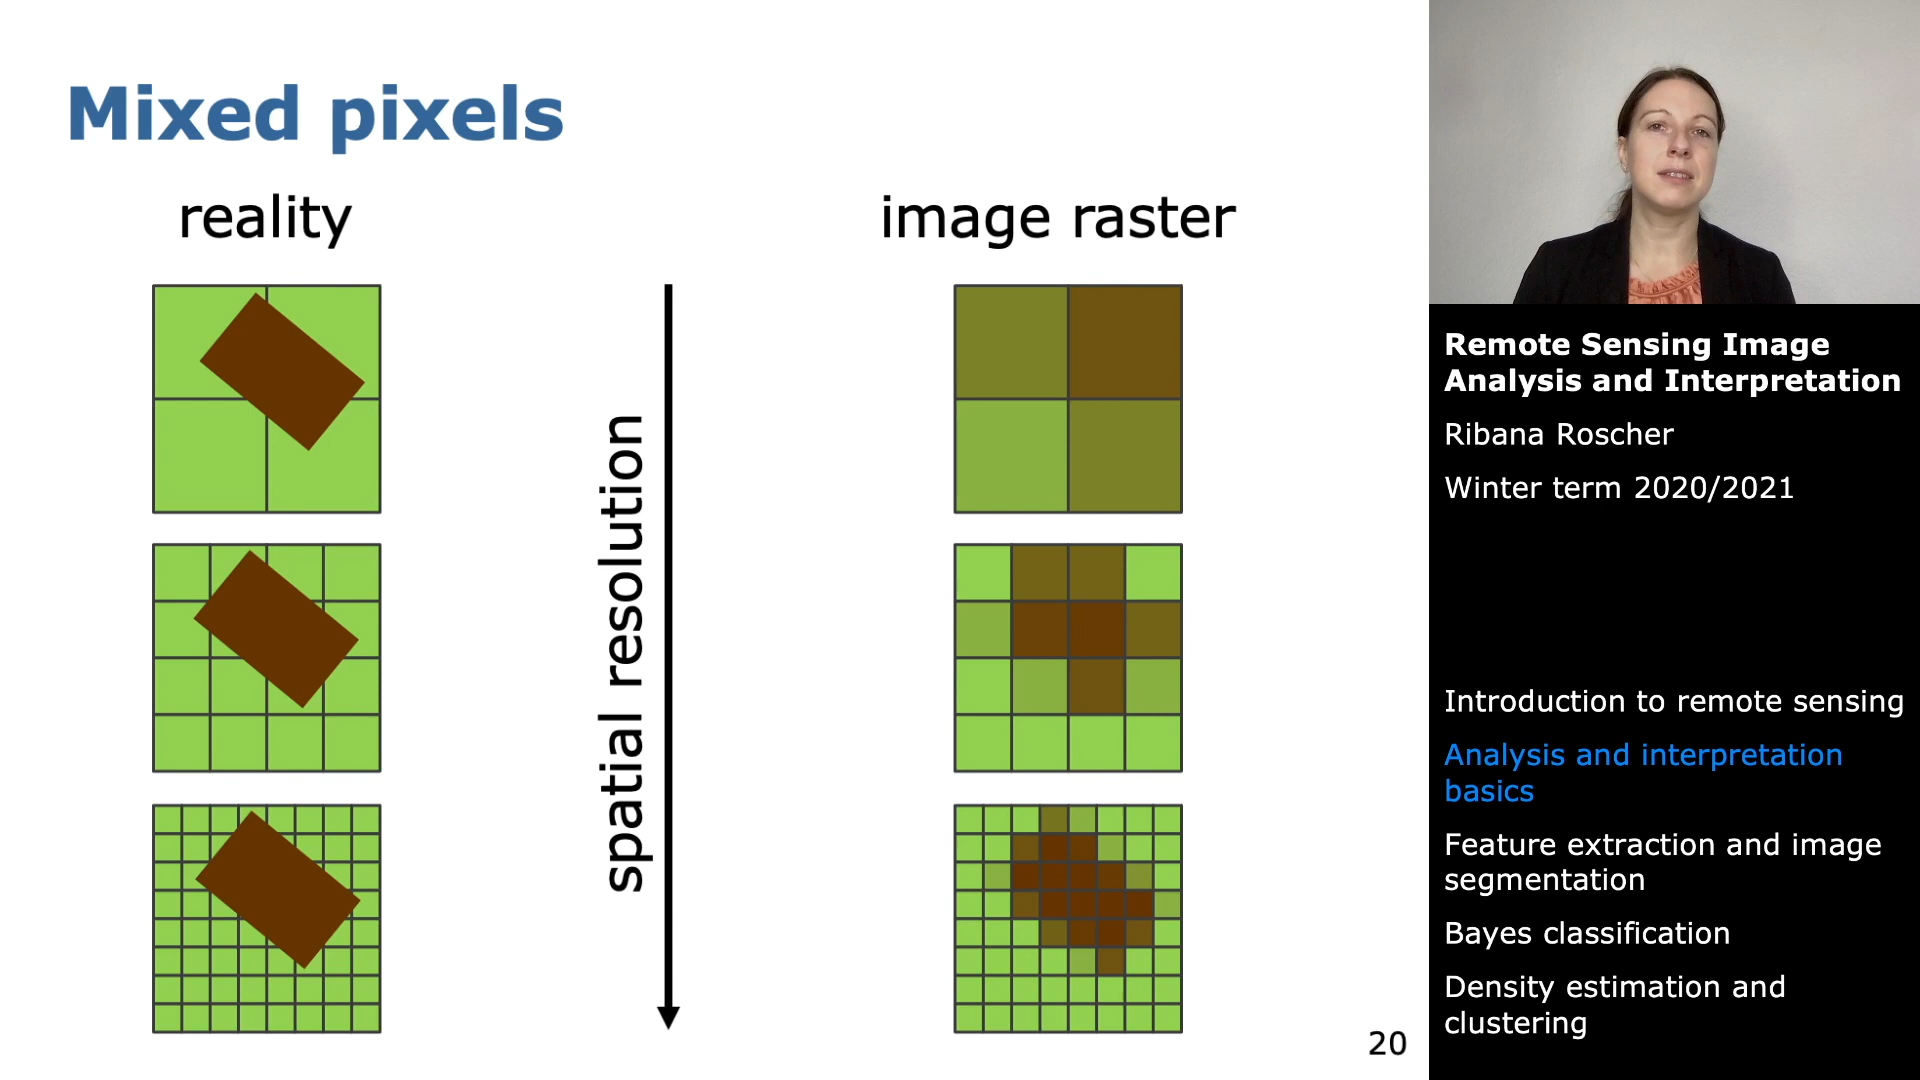 Mixed pixels
reality
image raster
spatial resolution
20
Remote Sensing Image
Analysis and Interpretation
Ribana Roscher
Winter term 2020/2021
Introduction to remote sensing
Analysis and interpretation
basics
Feature extraction and image
segmentation
Bayes classification
Density estimation and
clustering